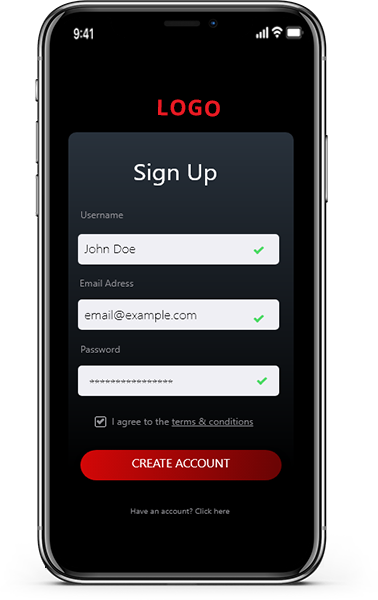 9:41
LOGO
Sign Up
Username
John Doe
Email Adress
email@example.com
Password
****************
I agree to the terms & conditions
CREATE ACCOUNT
Have an account? Click here